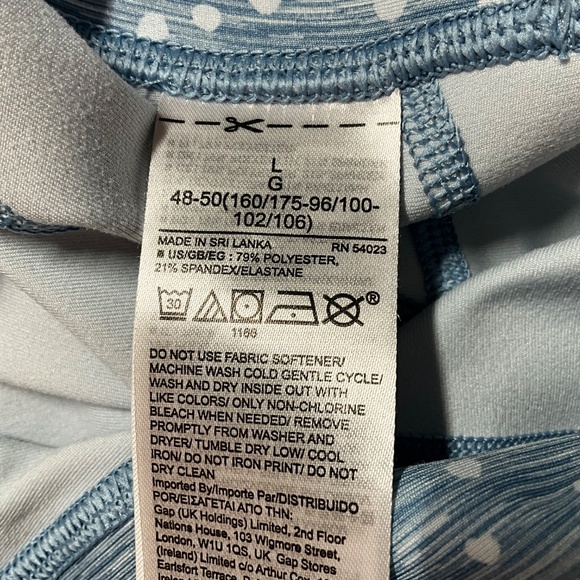 L
G
48-50(160/175-96/100-
102/106)
MADE IN SRI LANKA RN 54023
US/GB/EG : 79% POLYESTER,
21% SPANDEX/ELASTANE
30 ®
1166
DO NOT USE FABRIC SOFTENER/
MACHINE WASH COLD GENTLE CYCLE/
WASH AND DRY INSIDE OUT WITH
LIKE COLORS/ ONLY NON-CHLORINE
BLEACH WHEN NEEDED/ REMOVE
PROMPTLY FROM WASHER AND
DRYER/ TUMBLE DRY LOW/ COOL
IRON/ DO NOT IRON PRINT/ DO NOT
DRY CLEAN
Imported By/Importe Par/DISTRIBUIDO
POR/ΕΙΣΑΓΕΤΑΙ ΑΠΟ ΤΗΝ:
Gap (UK Holdings) Limited, 2nd Floor
Nations House, 103 Wigmore Street,
London, W1U 1QS, UK Gap Stores
(Ireland) Limited c/o Arthur Cox
Earlsfort Terrace,